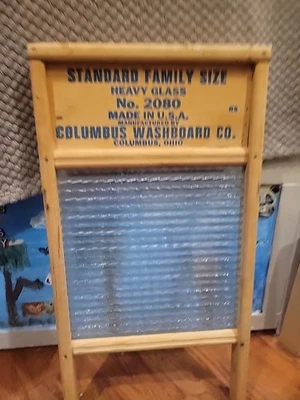 STANDARD FAMILY SIZE
HEAVY GLASS
No. 2080
MADE IN U.S.A.
MANUFACTURED BY
COLUMBUS WASHBOARD CO.
COLUMBUS, OHIO